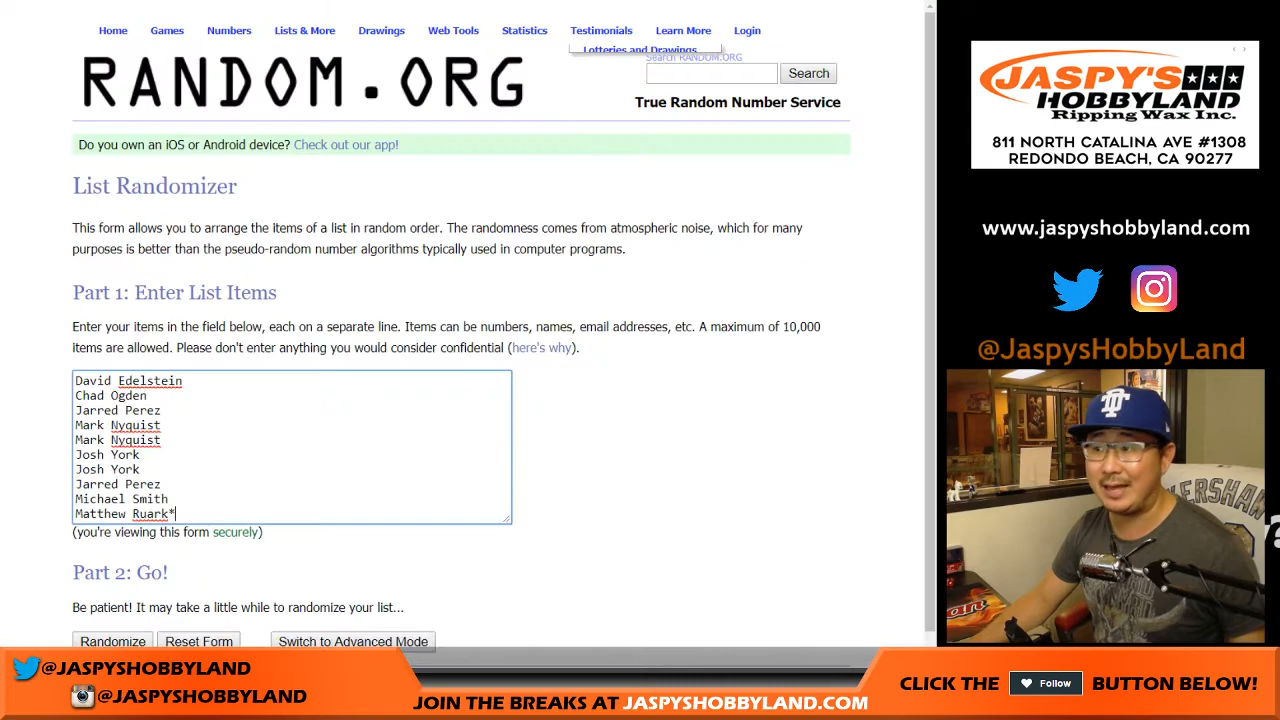 Home Games Numbers Lists & More Drawings Web Tools Statistics Testimonials Learn More Login
Lotteries and Drawings
Search RANDOM.ORG
RANDOM.ORG
Search
True Random Number Service
Do you own an iOS or Android device? Check out our app!
List Randomizer
This form allows you to arrange the items of a list in random order. The randomness comes from atmospheric noise, which for many
purposes is better than the pseudo-random number algorithms typically used in computer programs.
Part 1: Enter List Items
Enter your items in the field below, each on a separate line. Items can be numbers, names, email addresses, etc. A maximum of 10,000
items are allowed. Please don't enter anything you would consider confidential (here's why).
David Edelstein
Chad Ogden
Jarred Perez
Mark Nyquist
Mark Nyquist
Josh York
Josh York
Jarred Perez
Michael Smith
Matthew Ruark*
(you're viewing this form securely)
Part 2: Go!
Be patient! It may take a little while to randomize your list...
Randomize Reset Form Switch to Advanced Mode
JASPY'S
HOBBYLAND
Ripping Wax Inc.
811 NORTH CATALINA AVE #1308
REDONDO BEACH, CA 90277
www.jaspyshobbyland.com
@JaspysHobbyLand
KERSHAW
@JASPYSHOBBYLAND
@JASPYSHOBBYLAND
JOIN THE BREAKS AT JASPYSHOBBYLAND.COM
CLICK THE Follow BUTTON BELOW!